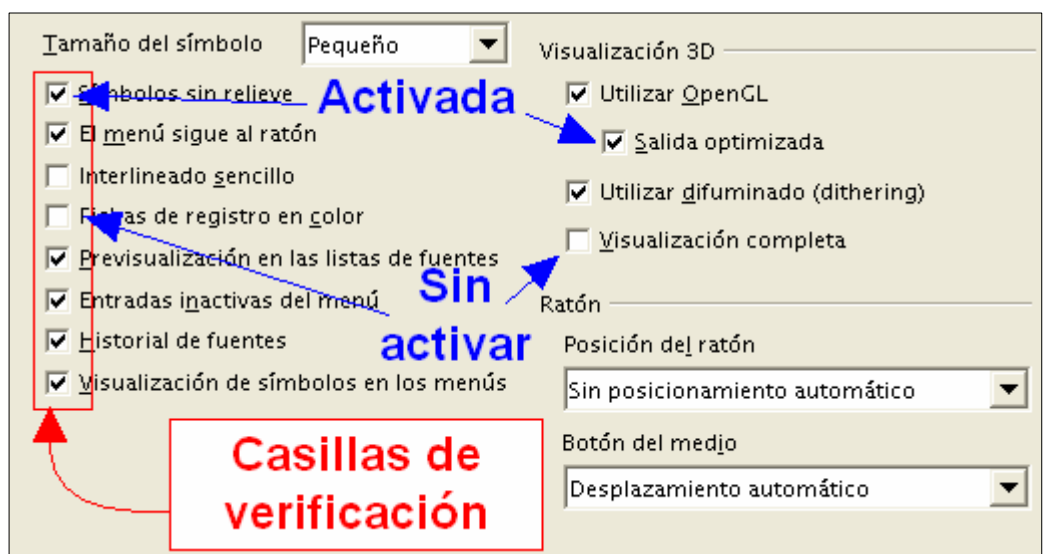 Tamaño del símbolo Pequeño
Símbolos sin relieve
El menú sigue al ratón
Interlineado sencillo
Fichas de registro en color
Previsualización en las listas de fuentes
Entradas inactivas del menú
Historial de fuentes
Visualización de símbolos en los menús
Activada
Sin
activar
Casillas de
verificación
Visualización 3D
Utilizar OpenGL
Salida optimizada
Utilizar difuminado (dithering)
Visualización completa
Ratón
Posición del ratón
Sin posicionamiento automático
Botón del medio
Desplazamiento automático